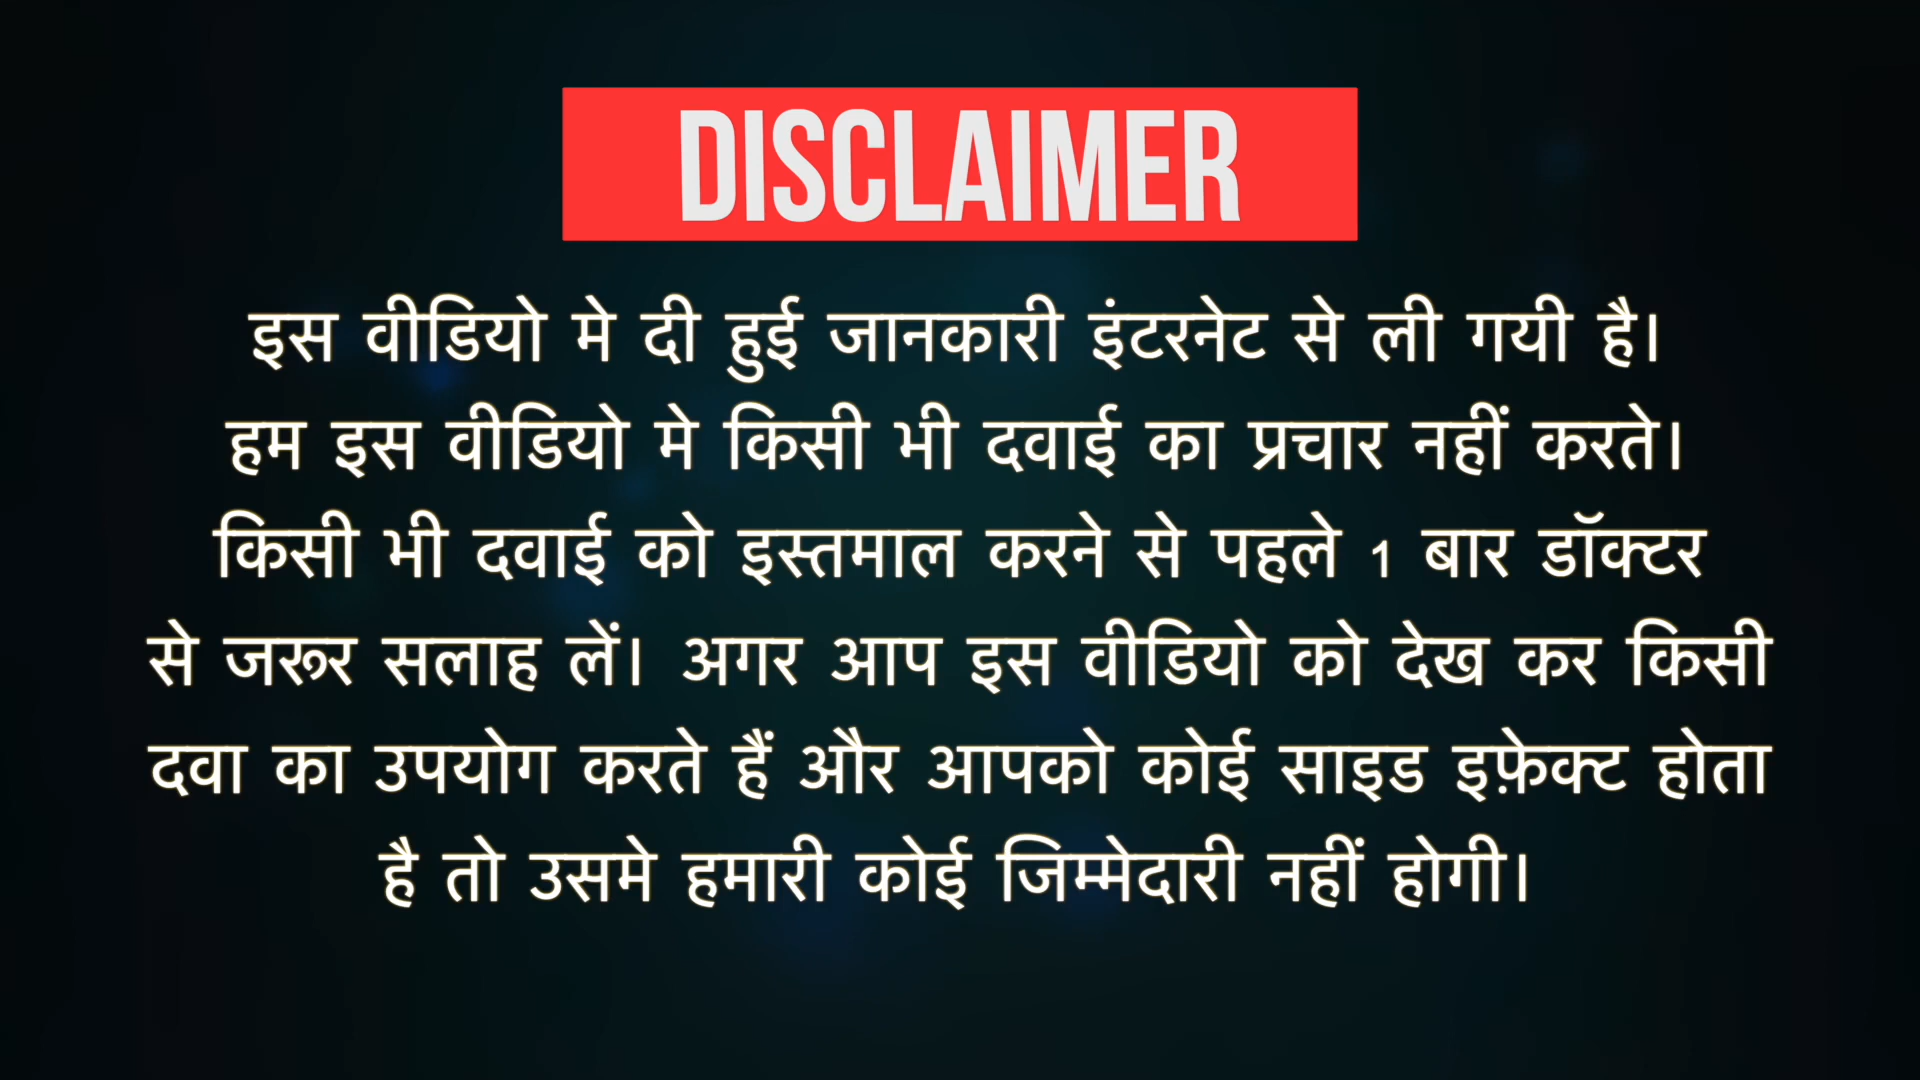 DISCLAIMER
इस वीडियो मे दी हुई जानकारी इंटरनेट से ली गयी है।
हम इस वीडियो मे किसी भी दवाई का प्रचार नहीं करते।
किसी भी दवाई को इस्तमाल करने से पहले 1 बार डॉक्टर
से जरूर सलाह लें। अगर आप इस वीडियो को देख कर किसी
दवा का उपयोग करते हैं और आपको कोई साइड इफ़ेक्ट होता
है तो उसमे हमारी कोई जिम्मेदारी नहीं होगी।